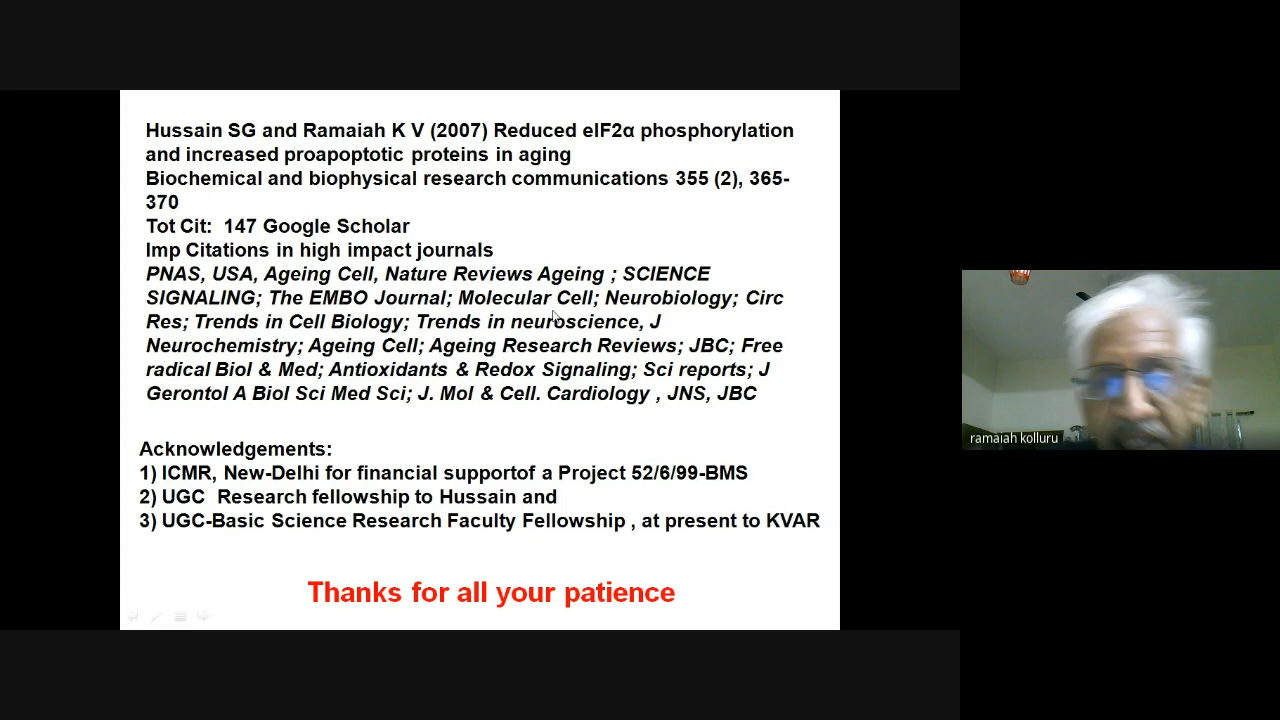 Hussain SG and Ramaiah K V (2007) Reduced eIF2α phosphorylation
and increased proapoptotic proteins in aging
Biochemical and biophysical research communications 355 (2), 365-
370
Tot Cit:  147 Google Scholar
Imp Citations in high impact journals
PNAS, USA, Ageing Cell, Nature Reviews Ageing ; SCIENCE
SIGNALING; The EMBO Journal; Molecular Cell; Neurobiology; Circ
Res; Trends in Cell Biology; Trends in neuroscience, J
Neurochemistry; Ageing Cell; Ageing Research Reviews; JBC; Free
radical Biol & Med; Antioxidants & Redox Signaling; Sci reports; J
Gerontol A Biol Sci Med Sci; J. Mol & Cell. Cardiology , JNS, JBC
Acknowledgements:
1) ICMR, New-Delhi for financial supportof a Project 52/6/99-BMS
2) UGC  Research fellowship to Hussain and
3) UGC-Basic Science Research Faculty Fellowship , at present to KVAR
Thanks for all your patience
ramaiah kolluru